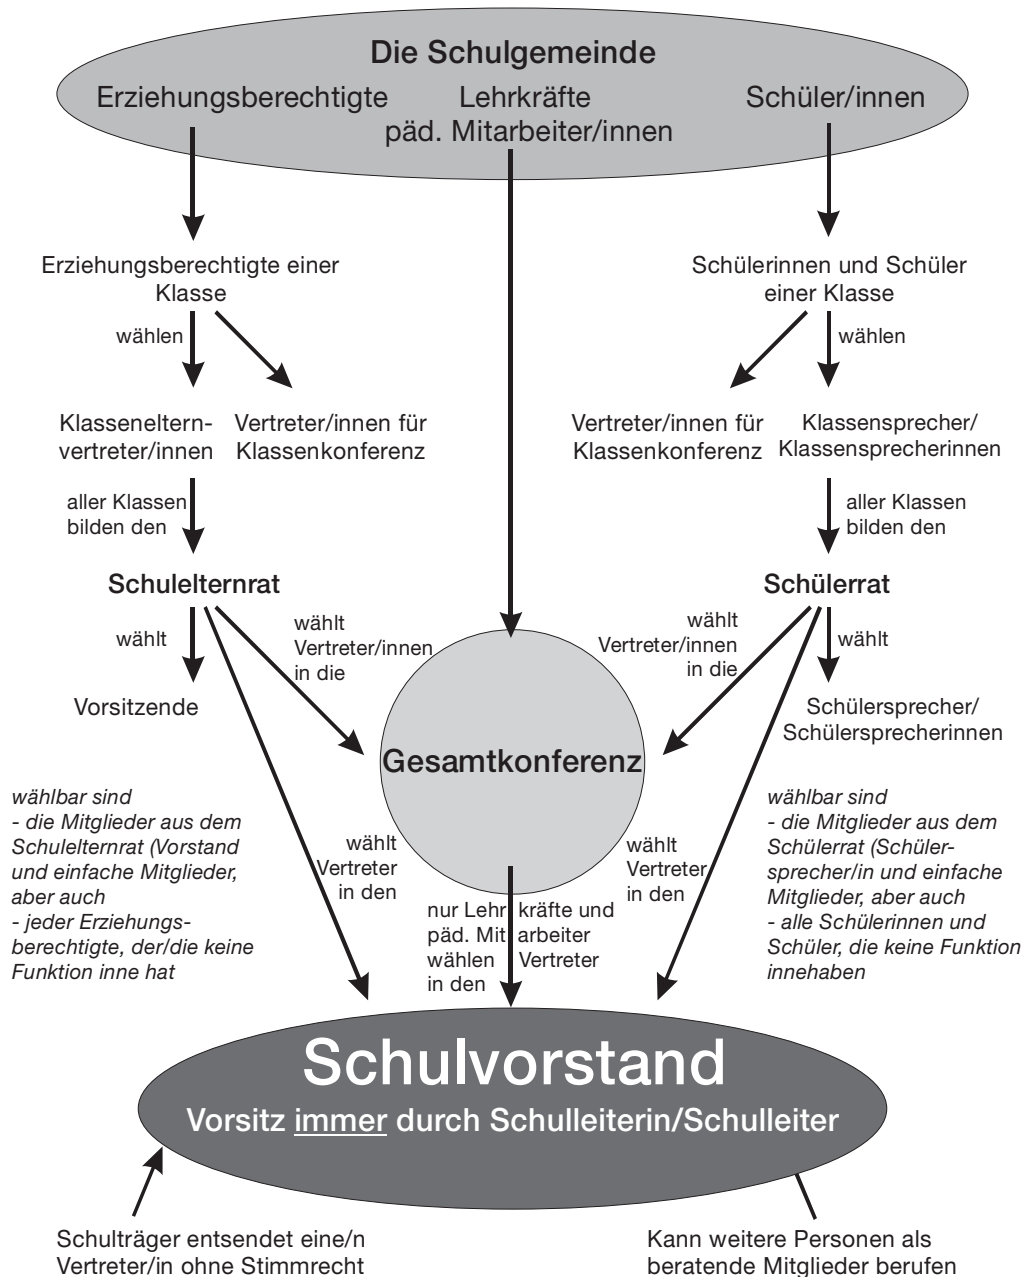 Die Schulgemeinde
Erziehungsberechtigte
Lehrkräfte
päd. Mitarbeiter/innen
Schüler/innen
Erziehungsberechtigte einer
Klasse
Schülerinnen und Schüler
einer Klasse
wählen
wählen
Klasseneltern-
vertreter/innen
Vertreter/innen für
Klassenkonferenz
Vertreter/innen für
Klassenkonferenz
Klassensprecher/
Klassensprecherinnen
aller Klassen
bilden den
aller Klassen
bilden den
Schulelternrat
Schülerrat
wählt
wählt
Vertreter/innen
in die
wählt
Vertreter/innen
in die
wählt
Vorsitzende
Schülersprecher/
Schülersprecherinnen
Gesamtkonferenz
wählbar sind
- die Mitglieder aus dem
Schulelternrat (Vorstand
und einfache Mitglieder,
aber auch
- jeder Erziehungs-
berechtigte, der/die keine
Funktion inne hat
wählt
Vertreter
in den
wählt
Vertreter
in den
wählbar sind
- die Mitglieder aus dem
Schülerrat (Schüler-
sprecher/in und einfache
Mitglieder, aber auch
- alle Schülerinnen und
Schüler, die keine Funktion
innehaben
nur Lehrkräfte und
päd. Mitarbeiter
wählen Vertreter
in den
Schulvorstand
Vorsitz immer durch Schulleiterin/Schulleiter
Schulträger entsendet eine/n
Vertreter/in ohne Stimmrecht
Kann weitere Personen als
beratende Mitglieder berufen